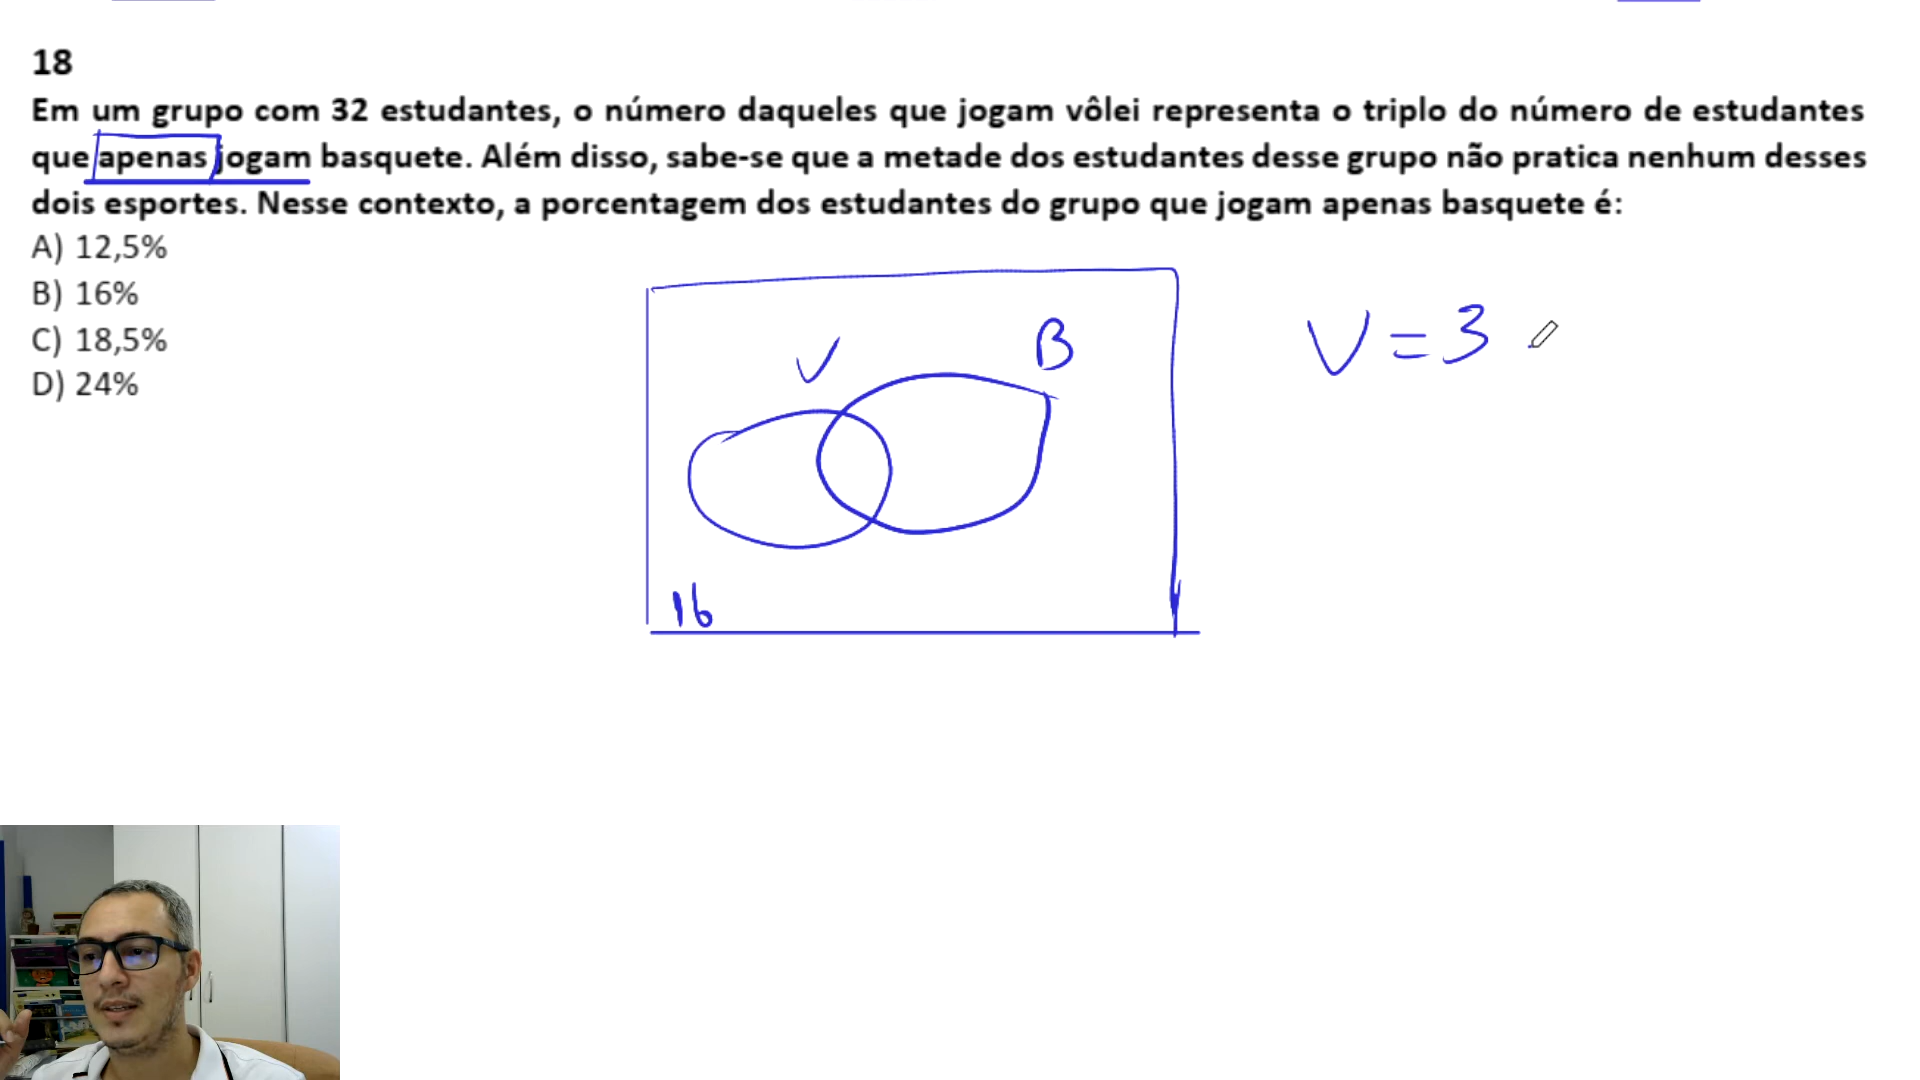 18
Em um grupo com 32 estudantes, o número daqueles que jogam vôlei representa o triplo do número de estudantes
que apenas jogam basquete. Além disso, sabe-se que a metade dos estudantes desse grupo não pratica nenhum desses
dois esportes. Nesse contexto, a porcentagem dos estudantes do grupo que jogam apenas basquete é:
A) 12,5%
B) 16%
C) 18,5%
D) 24%
V
B
16
V = 3